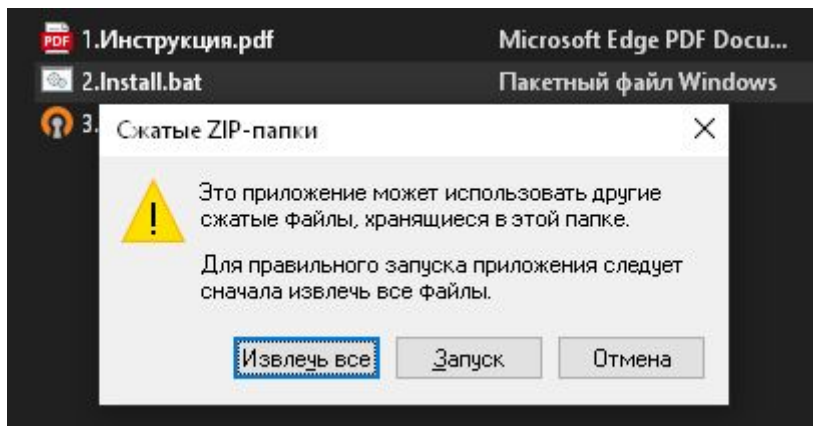 1.Инструкция.pdf Microsoft Edge PDF Docu...
2.Install.bat Пакетный файл Windows
3.
Сжатые ZIP-папки
Это приложение может использовать другие
сжатые файлы, хранящиеся в этой папке.
Для правильного запуска приложения следует
сначала извлечь все файлы.
Извлечь все Запуск Отмена